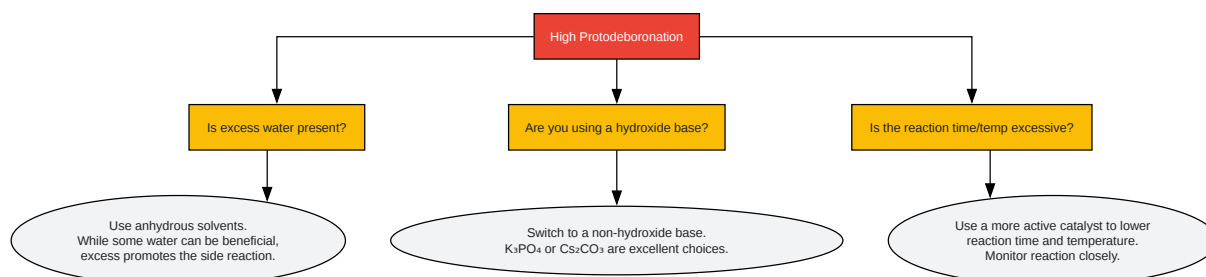 High Protodeboronation
Is excess water present?
Are you using a hydroxide base?
Is the reaction time/temp excessive?
Use anhydrous solvents.
While some water can be beneficial,
excess promotes the side reaction.
Switch to a non-hydroxide base.
K₃PO₄ or Cs₂CO₃ are excellent choices.
Use a more active catalyst to lower
reaction time and temperature.
Monitor reaction closely.